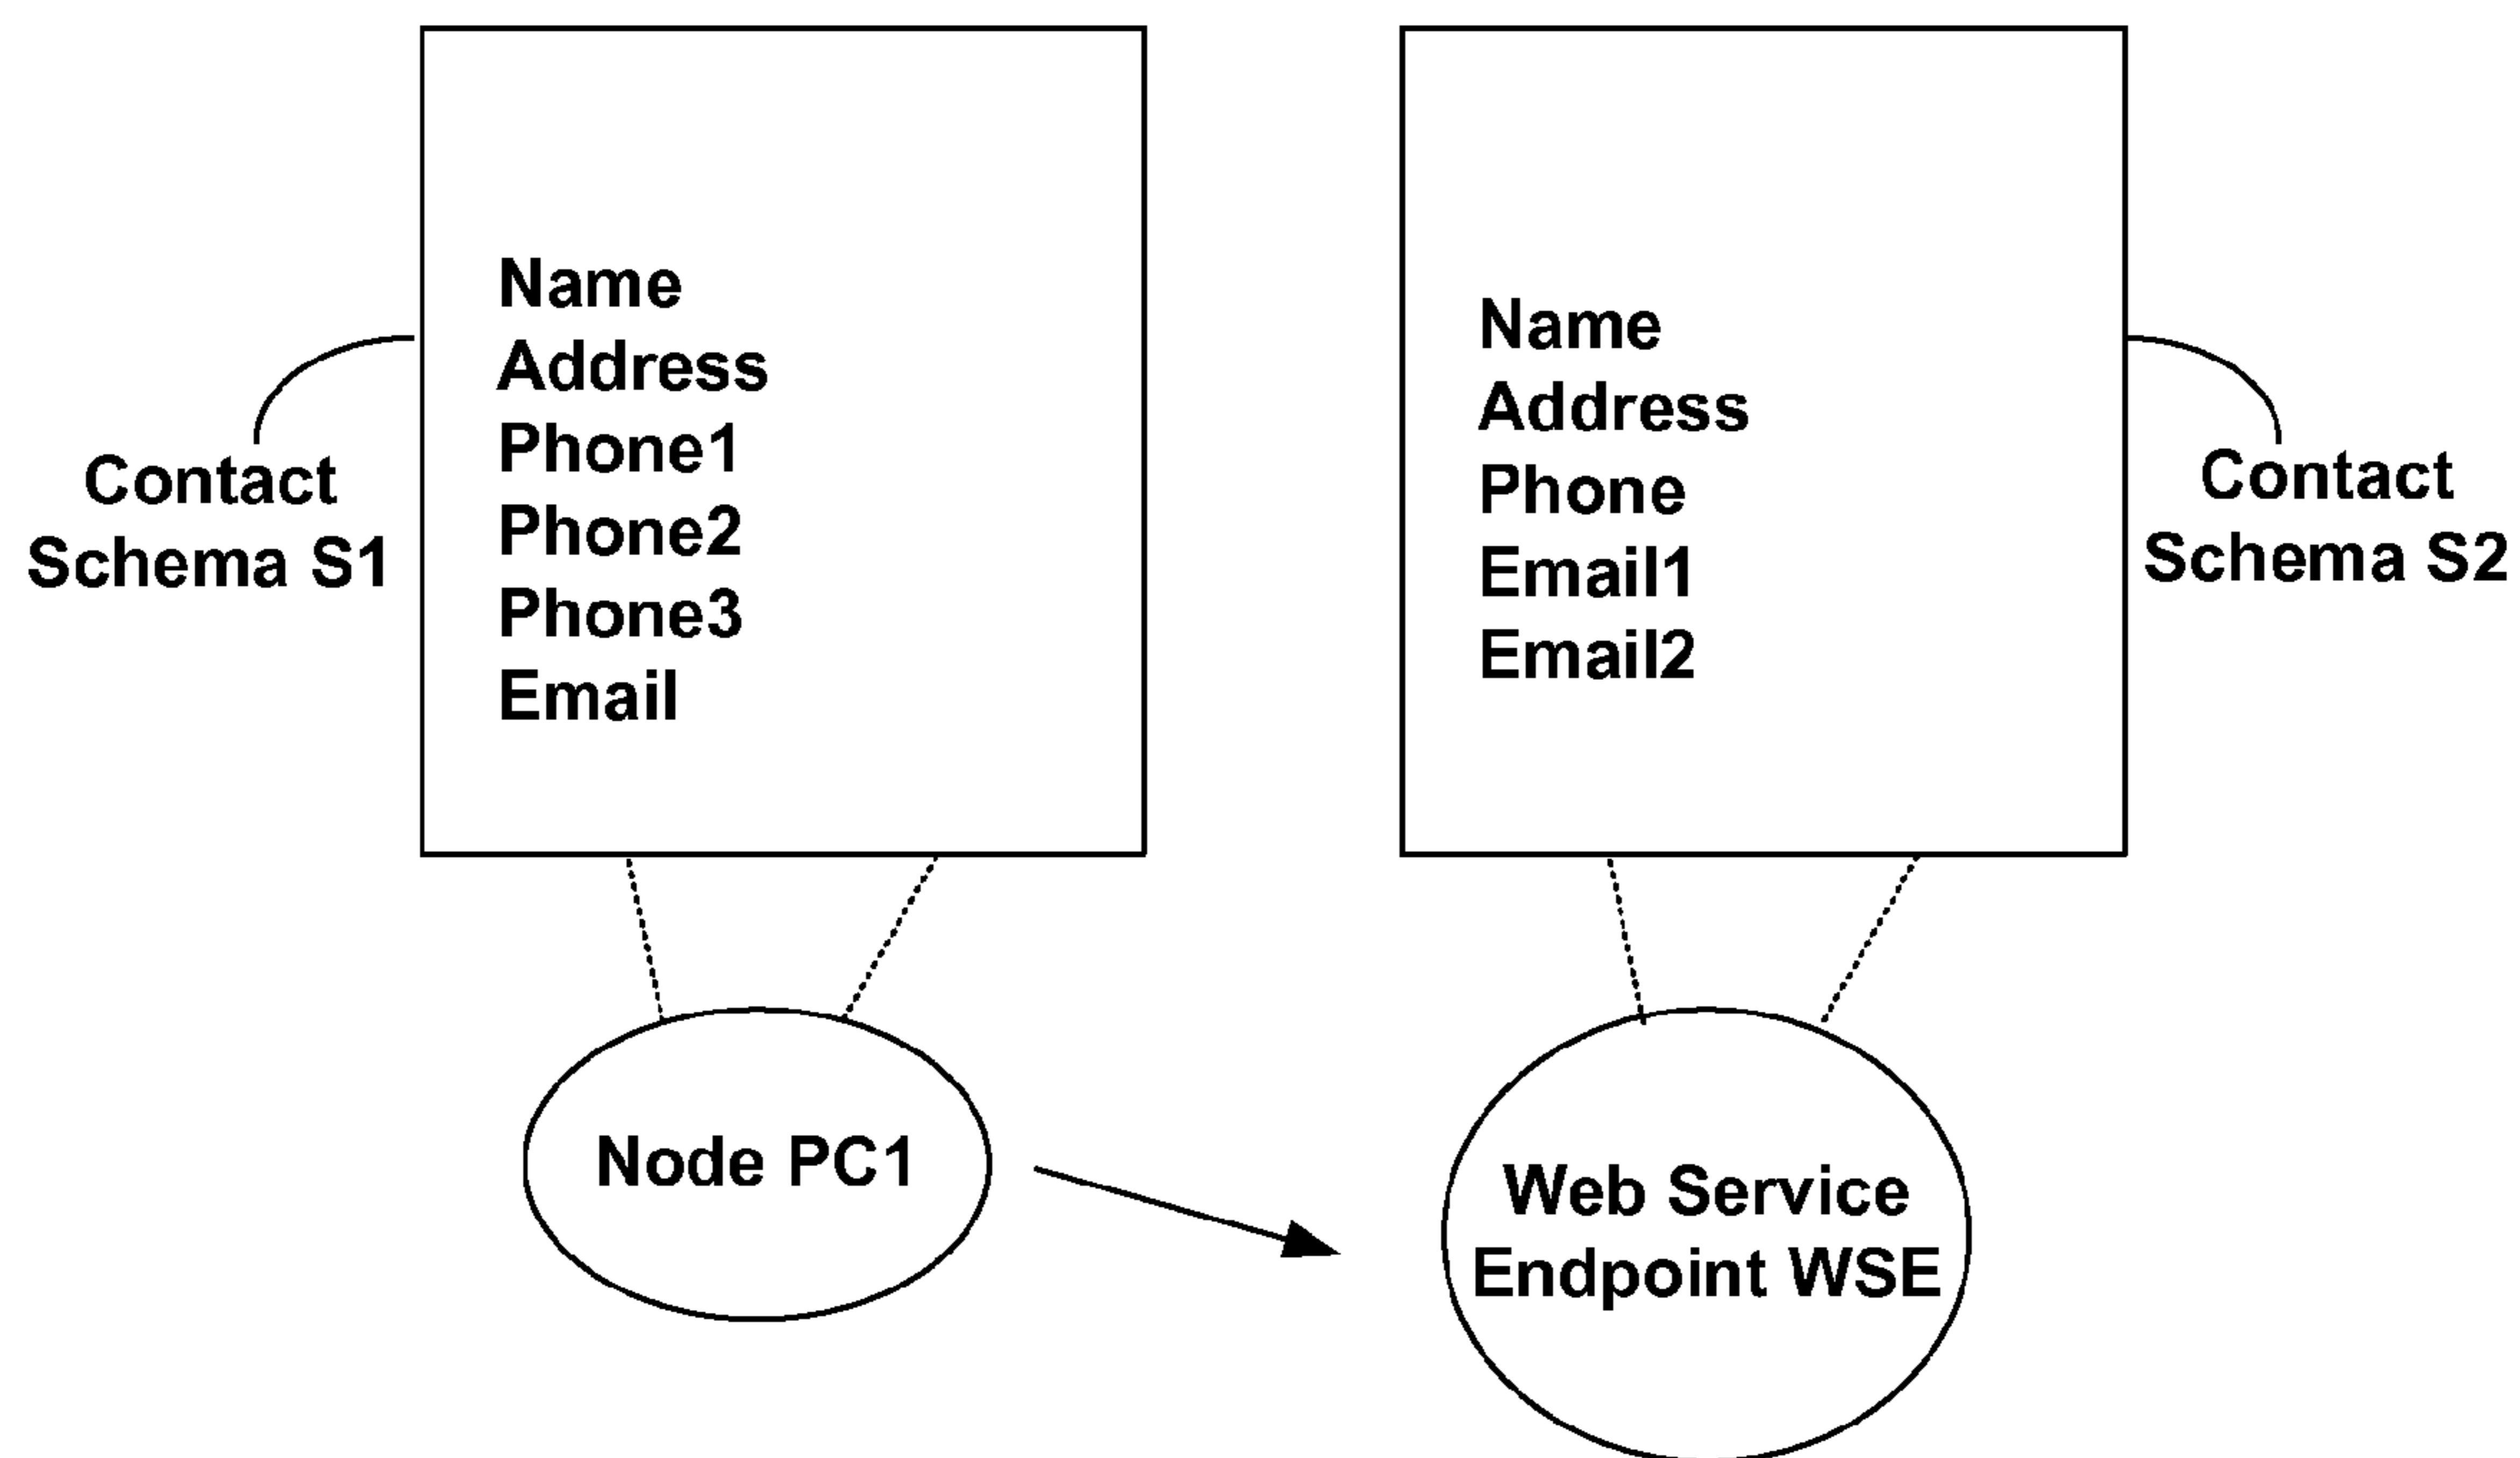 Name
Address
Phone1
Phone2
Phone3
Email
Contact
Schema S1
Name
Address
Phone
Email1
Email2
Contact
Schema S2
Node PC1
Web Service
Endpoint WSE